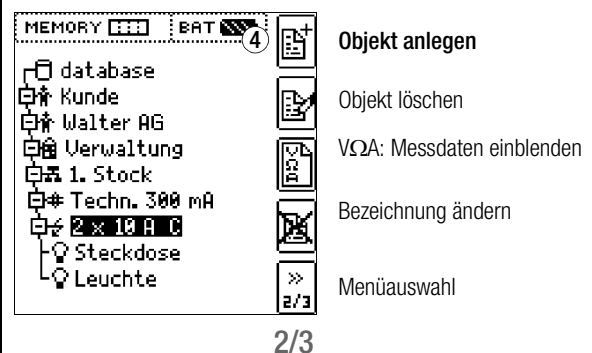 MEMORY BAT
4
database
Kunde
Walter AG
Verwaltung
1. Stock
Techn. 300 mA
2 x 10 A C
Steckdose
Leuchte
Objekt anlegen
Objekt löschen
VΩA
VΩA: Messdaten einblenden
Bezeichnung ändern
»
2/3
Menüauswahl
2/3